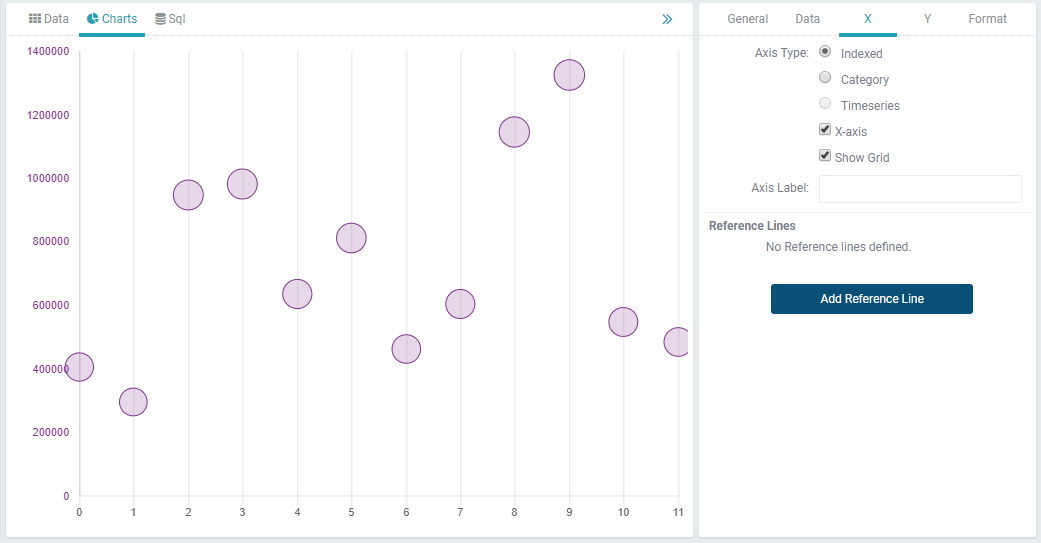 Data Charts Sql
1400000
1200000
1000000
800000
600000
400000
200000
0
0 1 2 3 4 5 6 7 8 9 10 11
General Data X Y Format
Axis Type: Indexed
Category
Timeseries
X-axis
Show Grid
Axis Label:
Reference Lines
No Reference lines defined.
Add Reference Line